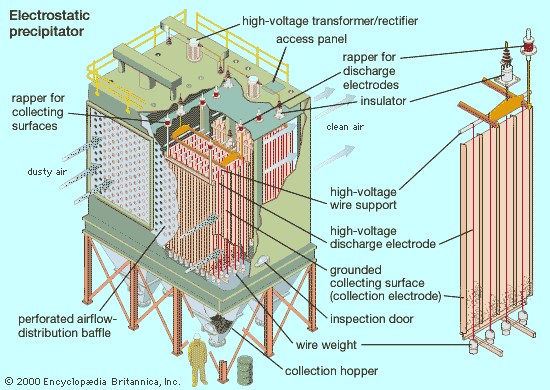 Electrostatic
precipitator
high-voltage transformer/rectifier
access panel
rapper for
discharge
electrodes
insulator
rapper for
collecting
surfaces
clean air
dusty air
high-voltage
wire support
high-voltage
discharge electrode
grounded
collecting surface
(collection electrode)
perforated airflow-
distribution baffle
inspection door
wire weight
collection hopper
© 2000 Encyclopædia Britannica, Inc.